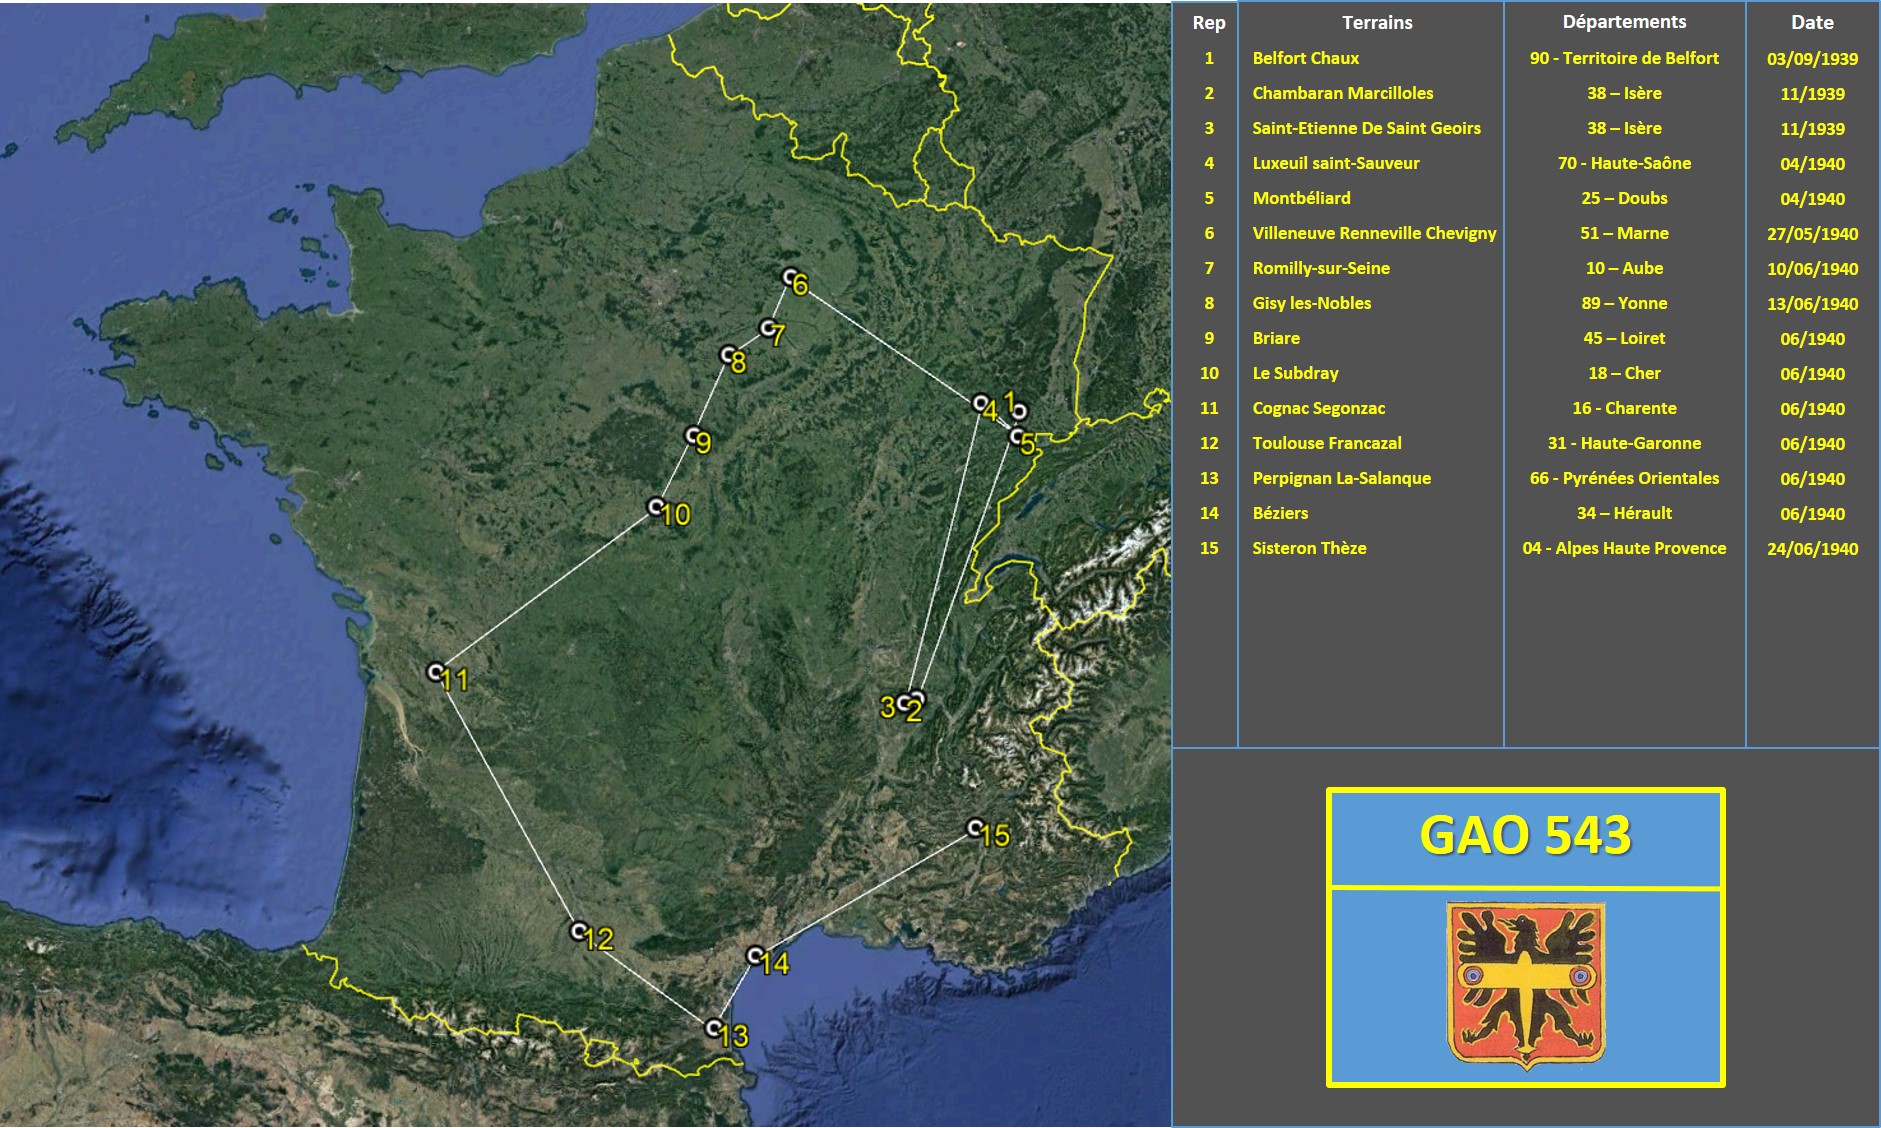 Rep Terrains Départements Date
1 Belfort Chaux 90 - Territoire de Belfort 03/09/1939
2 Chambaran Marcilloles 38 – Isère 11/1939
3 Saint-Etienne De Saint Geoirs 38 – Isère 11/1939
4 Luxeuil saint-Sauveur 70 - Haute-Saône 04/1940
5 Montbéliard 25 – Doubs 04/1940
6 Villeneuve Renneville Chevigny 51 – Marne 27/05/1940
7 Romilly-sur-Seine 10 – Aube 10/06/1940
8 Gisy les-Nobles 89 – Yonne 13/06/1940
9 Briare 45 – Loiret 06/1940
10 Le Subdray 18 – Cher 06/1940
11 Cognac Segonzac 16 - Charente 06/1940
12 Toulouse Francazal 31 - Haute-Garonne 06/1940
13 Perpignan La-Salanque 66 - Pyrénées Orientales 06/1940
14 Béziers 34 – Hérault 06/1940
15 Sisteron Thèze 04 - Alpes Haute Provence 24/06/1940
6
7
8
4 1
9
5
10
11
3 2
15
12
14
13
GAO 543